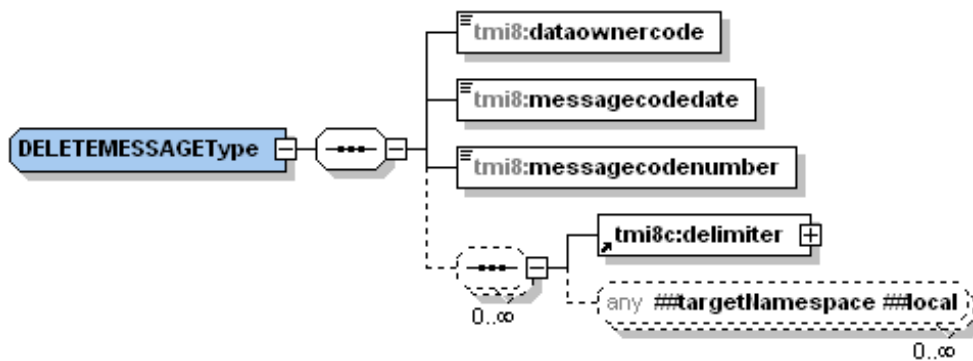 tmi8:dataownercode
tmi8:messagecodedate
DELETEMESSAGEType
tmi8:messagecodenumber
tmi8c:delimiter
any ##targetNamespace ##local
0..∞
0..∞